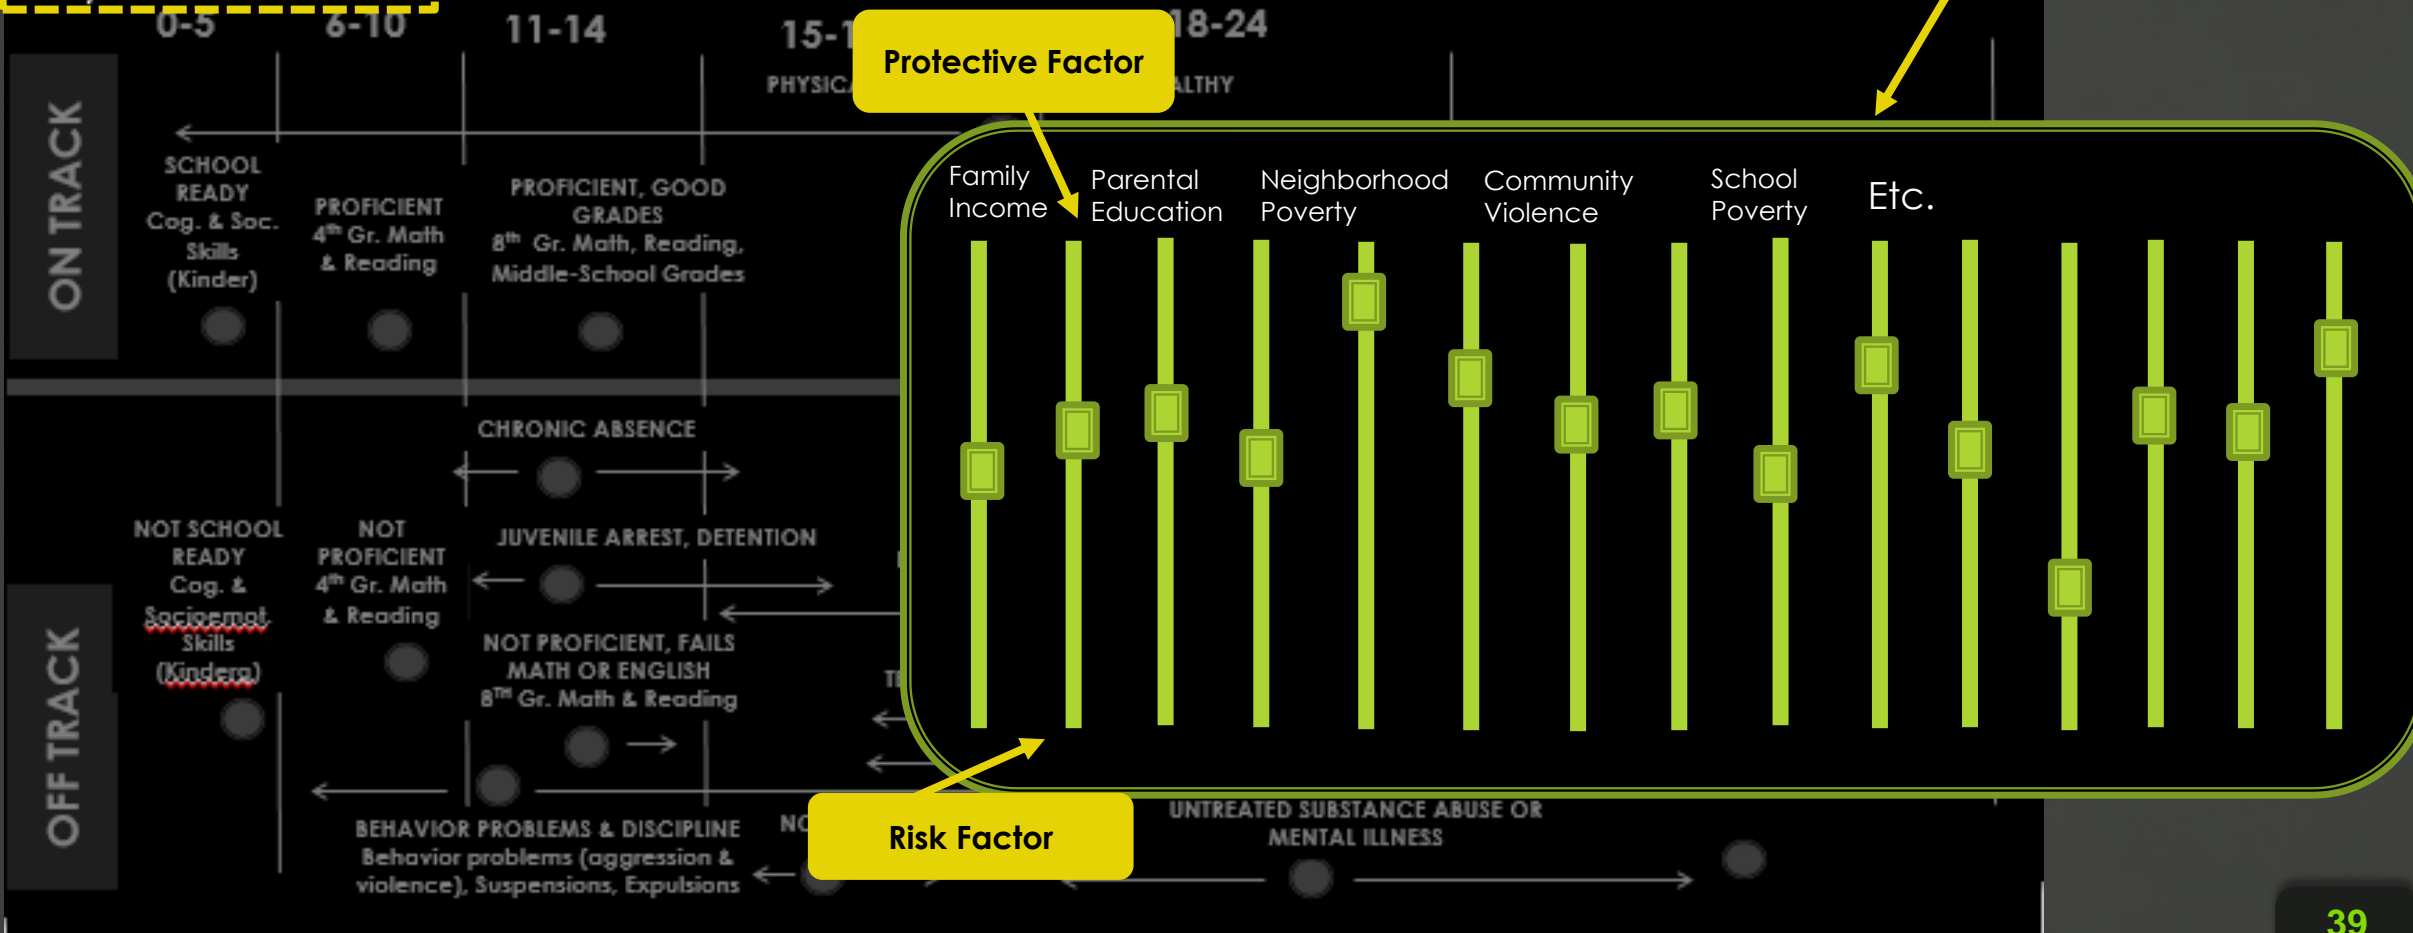 0-5
6-10
11-14
18-24
Protective Factor
ON TRACK
SCHOOL
READY
Cog. & Soc.
Skills
(Kinder)
PROFICIENT
4th Gr. Math
& Reading
PROFICIENT, GOOD
GRADES
8th Gr. Math, Reading,
Middle-School Grades
Family
Income
Parental
Education
Neighborhood
Poverty
Community
Violence
School
Poverty
Etc.
OFF TRACK
CHRONIC ABSENCE
JUVENILE ARREST, DETENTION
NOT SCHOOL
READY
Cog. &
Socioemot.
Skills
(Kinderg)
NOT
PROFICIENT
4th Gr. Math
& Reading
NOT PROFICIENT, FAILS
MATH OR ENGLISH
8TH Gr. Math & Reading
BEHAVIOR PROBLEMS & DISCIPLINE
Behavior problems (aggression &
violence), Suspensions, Expulsions
Risk Factor
UNTREATED SUBSTANCE ABUSE OR
MENTAL ILLNESS
39